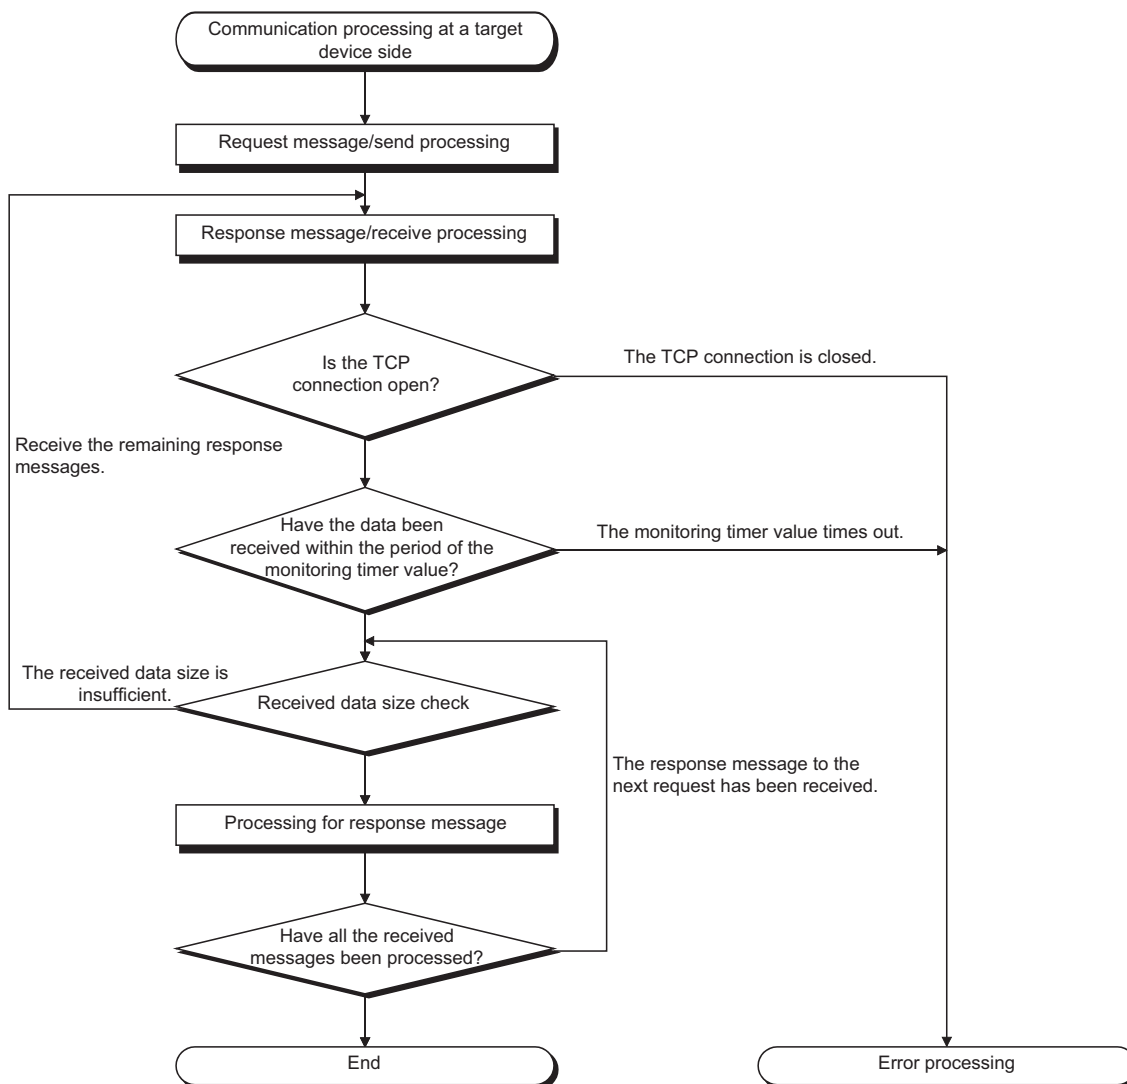 Communication processing at a target
device side
Request message/send processing
Response message/receive processing
Is the TCP
connection open?
The TCP connection is closed.
Receive the remaining response
messages.
Have the data been
received within the period of the
monitoring timer value?
The monitoring timer value times out.
The received data size is
insufficient.
Received data size check
The response message to the
next request has been received.
Processing for response message
Have all the received
messages been processed?
End
Error processing